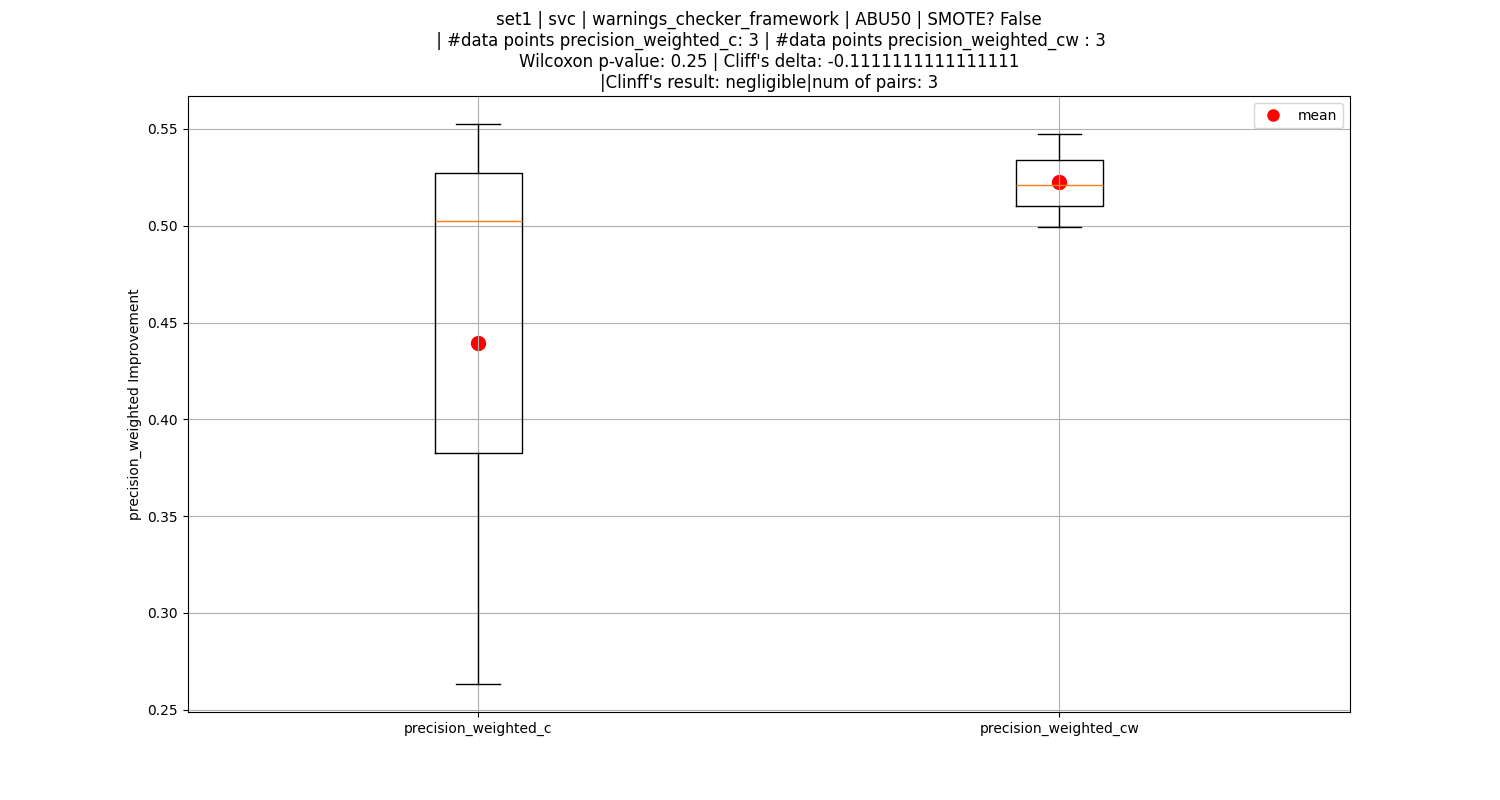 set1 | svc | warnings_checker_framework | ABU50 | SMOTE? False
| #data points precision_weighted_c: 3 | #data points precision_weighted_cw : 3
Wilcoxon p-value: 0.25 | Cliff's delta: -0.1111111111111111
|Clinff's result: negligible|num of pairs: 3
mean
precision_weighted Improvement
0.55
0.50
0.45
0.40
0.35
0.30
0.25
precision_weighted_c
precision_weighted_cw